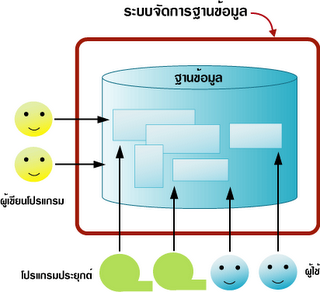 ระบบจัดการฐานข้อมูล
ฐานข้อมูล
ผู้เขียนโปรแกรม
โปรแกรมประยุกต์
ผู้ใช้